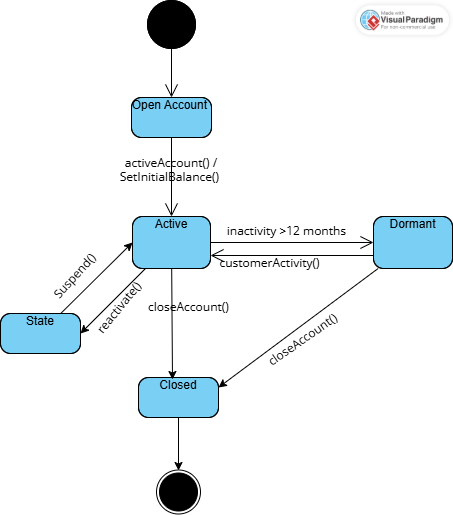 Made with
Visual Paradigm
For non-commercial use
Open Account
activeAccount() /
SetInitialBalance()
Active
inactivity >12 months
Dormant
customerActivity()
Suspend()
reactivate()
State
closeAccount()
closeAccount()
Closed